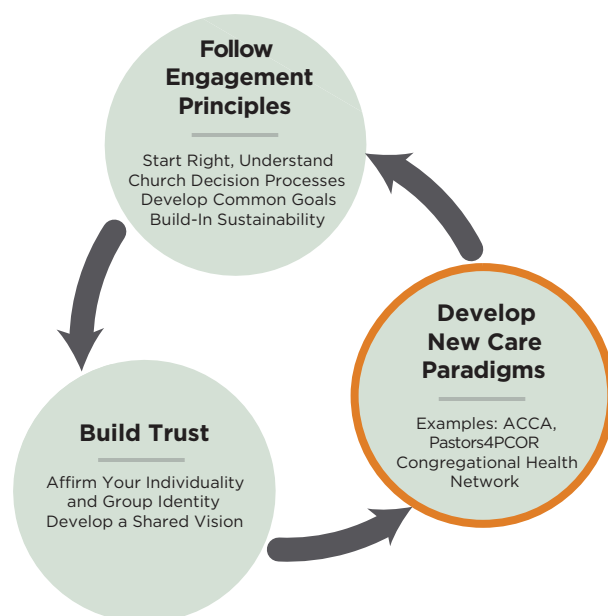 Follow
Engagement
Principles
Start Right, Understand
Church Decision Processes
Develop Common Goals
Build-In Sustainability
Develop
New Care
Paradigms
Examples: ACCA,
Pastors4PCOR
Congregational Health
Network
Build Trust
Affirm Your Individuality
and Group Identity
Develop a Shared Vision